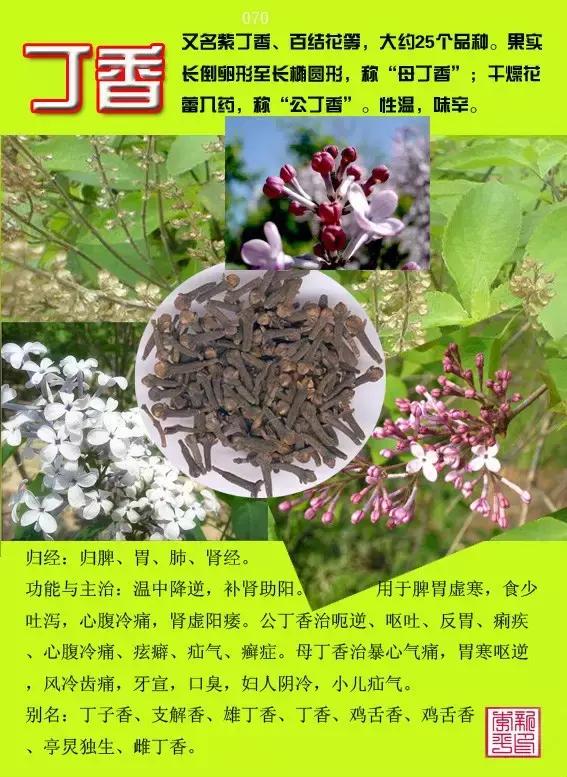 070
丁香
又名紫丁香、百结花等，大约25个品种。果实
长倒卵形至长椭圆形，称“母丁香”；干燥花
蕾入药，称“公丁香”。性温，味辛。
归经：归脾、胃、肺、肾经。
功能与主治：温中降逆，补肾助阳。 用于脾胃虚寒，食少
吐泻，心腹冷痛，肾虚阳痿。公丁香治呃逆、呕吐、反胃、痢疾
、心腹冷痛、痃癖、疝气、癣症。母丁香治暴心气痛，胃寒呕逆
，风冷齿痛，牙宣，口臭，妇人阴冷，小儿疝气。
别名：丁子香、支解香、雄丁香、丁香、鸡舌香、鸡舌香
、亭炅独生、雌丁香。